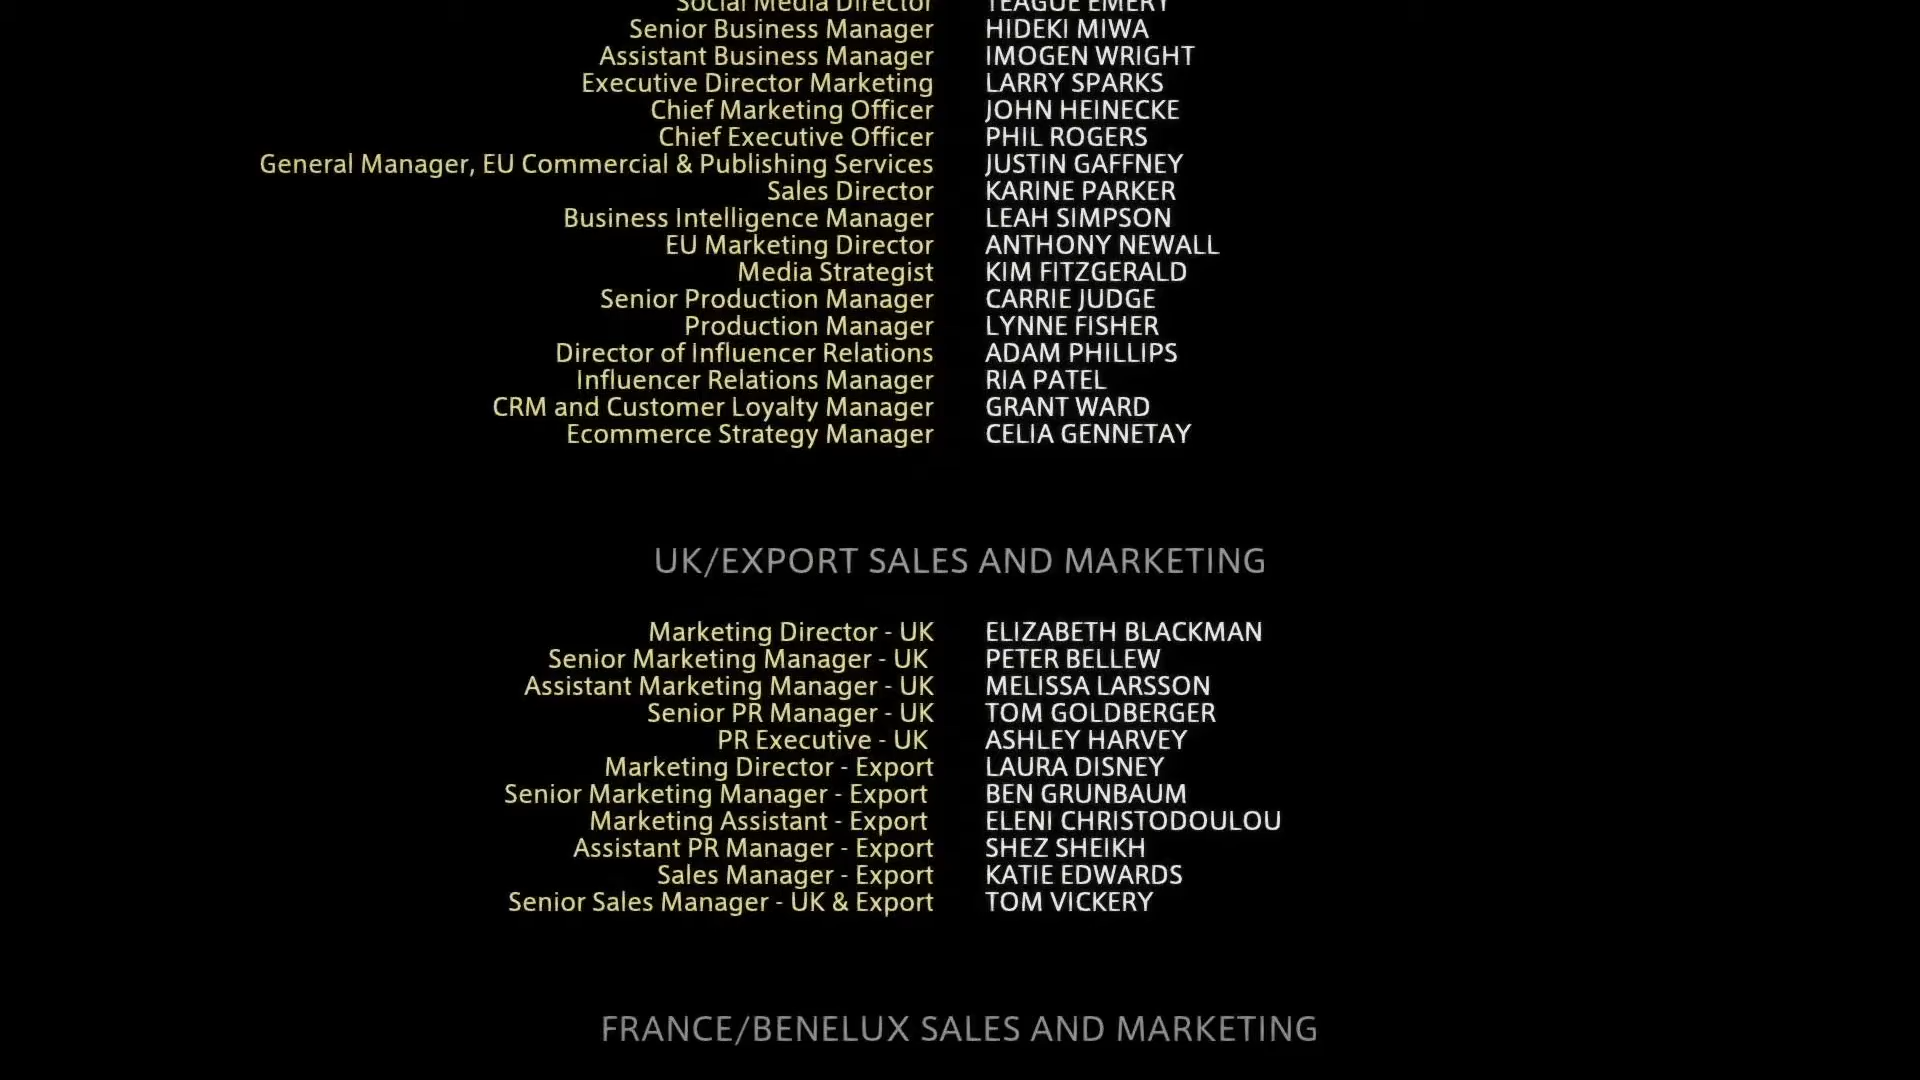 Social Media Director TEAGUE EMERY
Senior Business Manager HIDEKI MIWA
Assistant Business Manager IMOGEN WRIGHT
Executive Director Marketing LARRY SPARKS
Chief Marketing Officer JOHN HEINECKE
Chief Executive Officer PHIL ROGERS
General Manager, EU Commercial & Publishing Services JUSTIN GAFFNEY
Sales Director KARINE PARKER
Business Intelligence Manager LEAH SIMPSON
EU Marketing Director ANTHONY NEWALL
Media Strategist KIM FITZGERALD
Senior Production Manager CARRIE JUDGE
Production Manager LYNNE FISHER
Director of Influencer Relations ADAM PHILLIPS
Influencer Relations Manager RIA PATEL
CRM and Customer Loyalty Manager GRANT WARD
Ecommerce Strategy Manager CELIA GENNETAY
UK/EXPORT SALES AND MARKETING
Marketing Director - UK ELIZABETH BLACKMAN
Senior Marketing Manager - UK PETER BELLEW
Assistant Marketing Manager - UK MELISSA LARSSON
Senior PR Manager - UK TOM GOLDBERGER
PR Executive - UK ASHLEY HARVEY
Marketing Director - Export LAURA DISNEY
Senior Marketing Manager - Export BEN GRUNBAUM
Marketing Assistant - Export ELENI CHRISTODOULOU
Assistant PR Manager - Export SHEZ SHEIKH
Sales Manager - Export KATIE EDWARDS
Senior Sales Manager - UK & Export TOM VICKERY
FRANCE/BENELUX SALES AND MARKETING